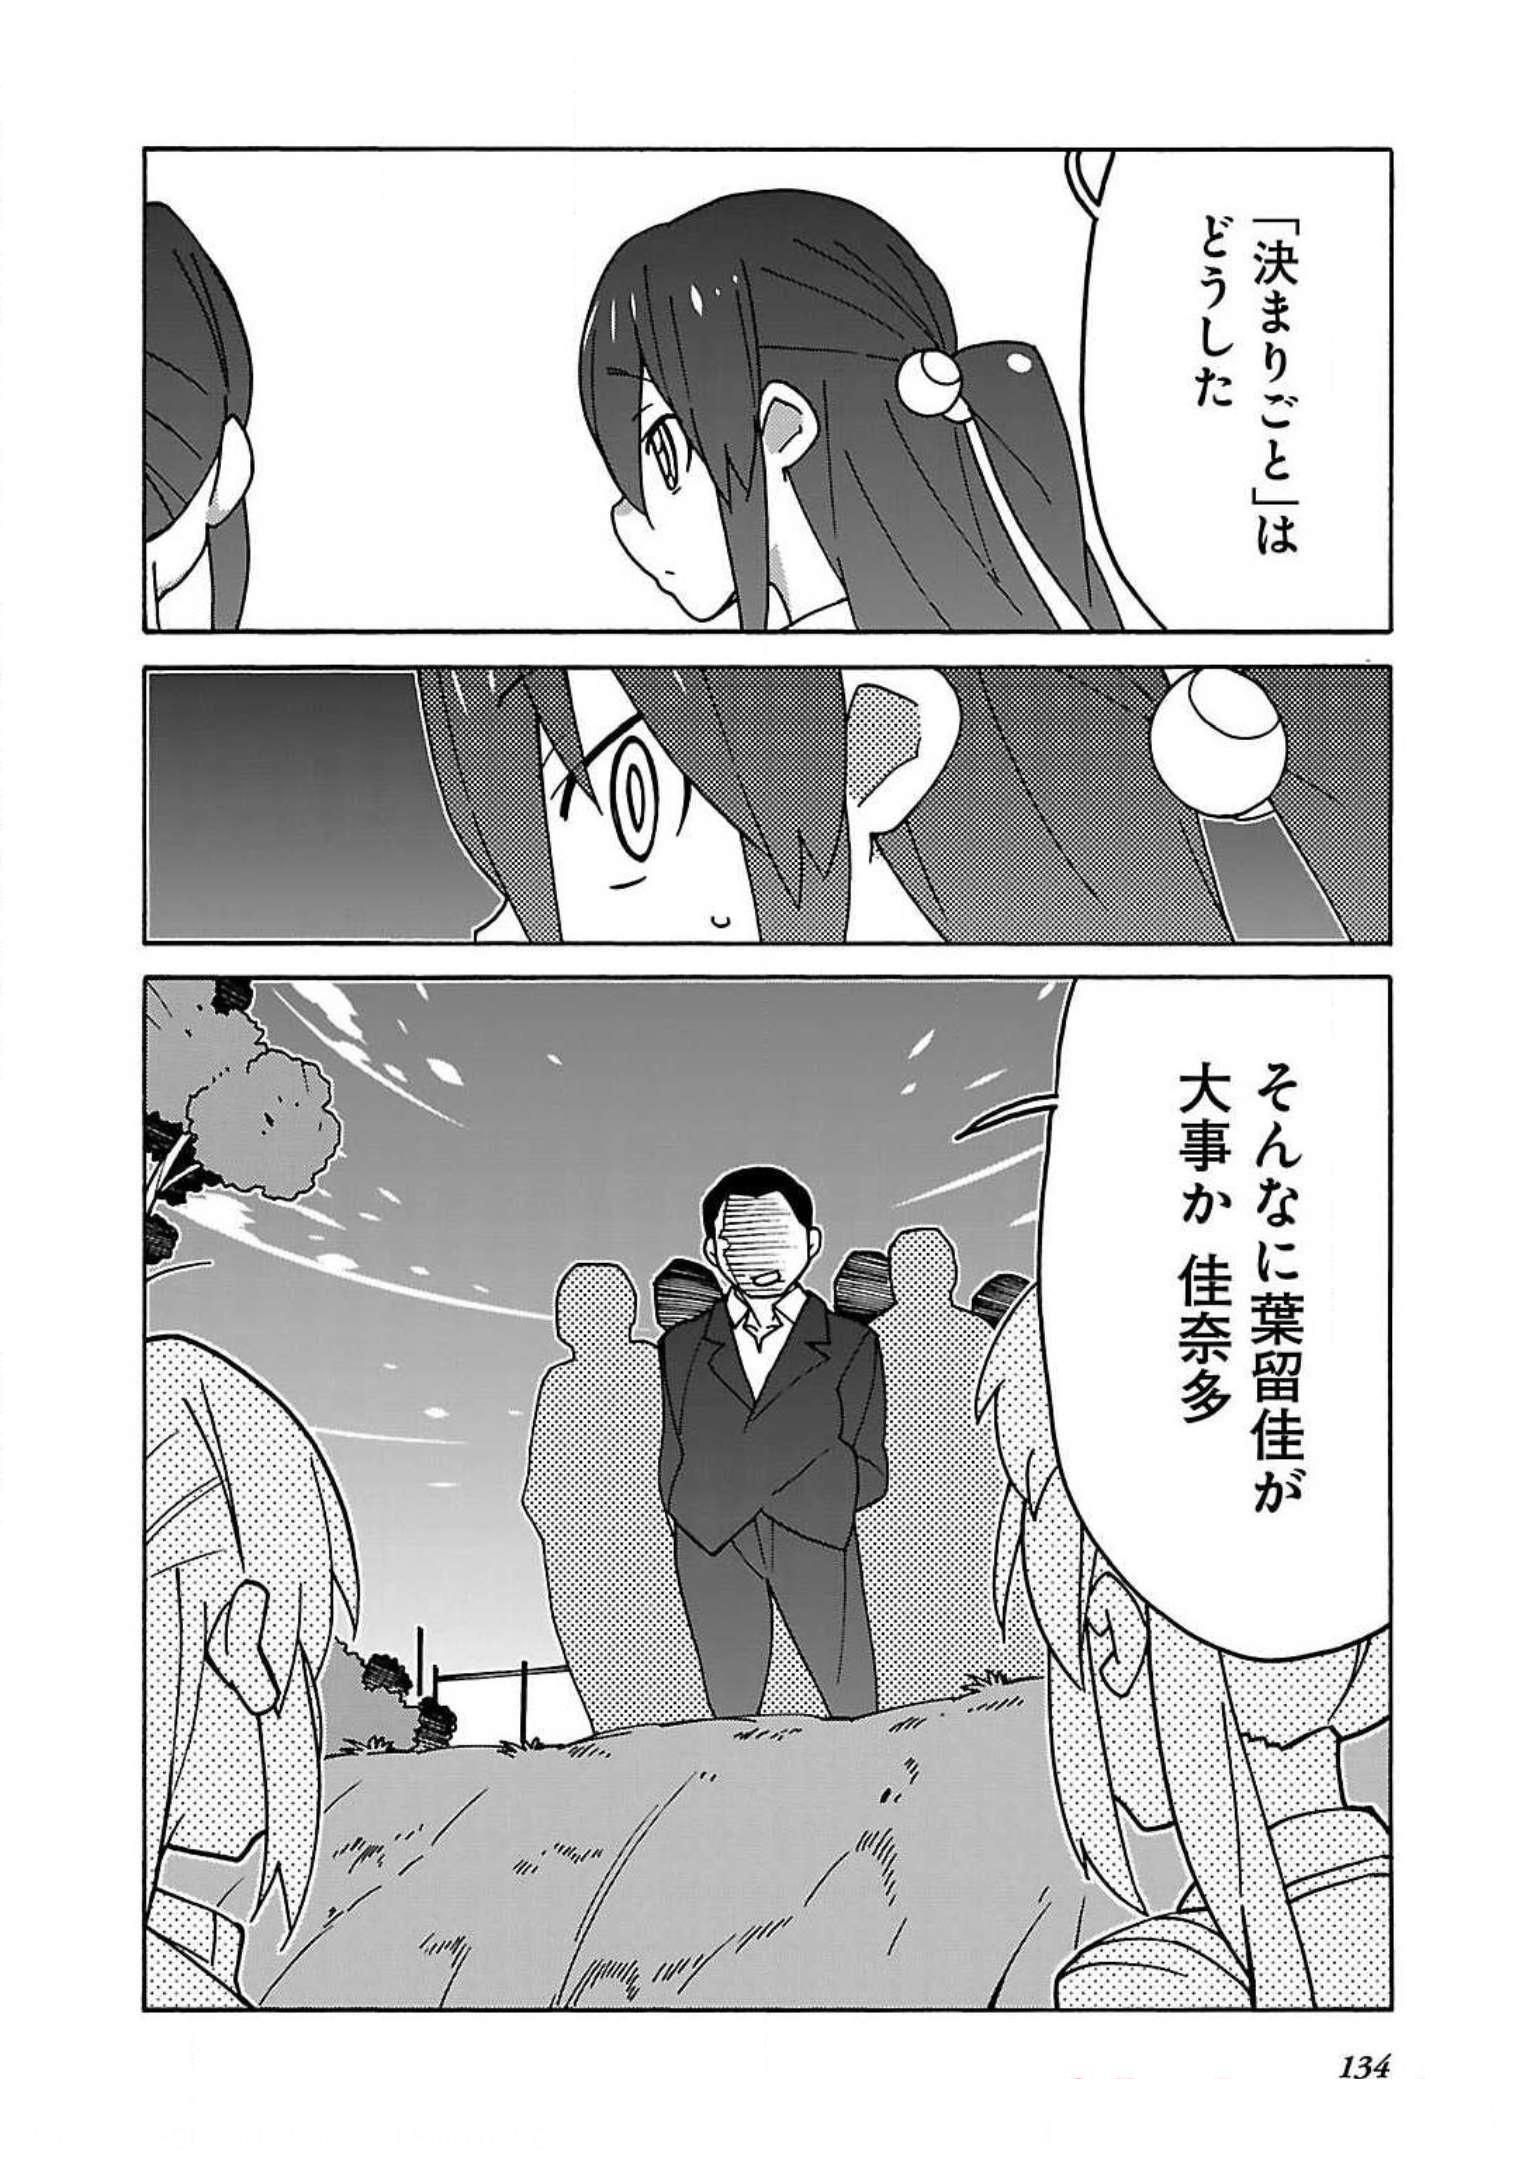 「決まりごと」は
どうした
そんなに葉留佳が
大事か 佳奈多
134